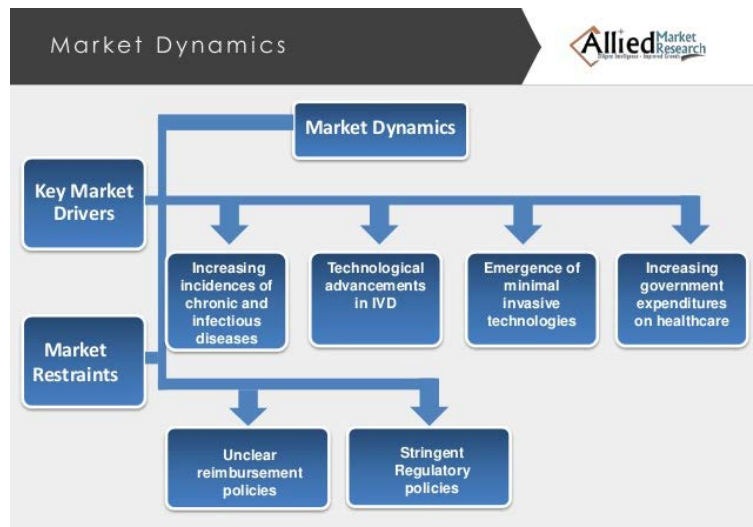 Market Dynamics
Allied Market
Research
Market Dynamics
Key Market
Drivers
Increasing
incidences of
chronic and
infectious
diseases
Technological
advancements
in IVD
Emergence of
minimal
invasive
technologies
Increasing
government
expenditures
on healthcare
Market
Restraints
Unclear
reimbursement
policies
Stringent
Regulatory
policies